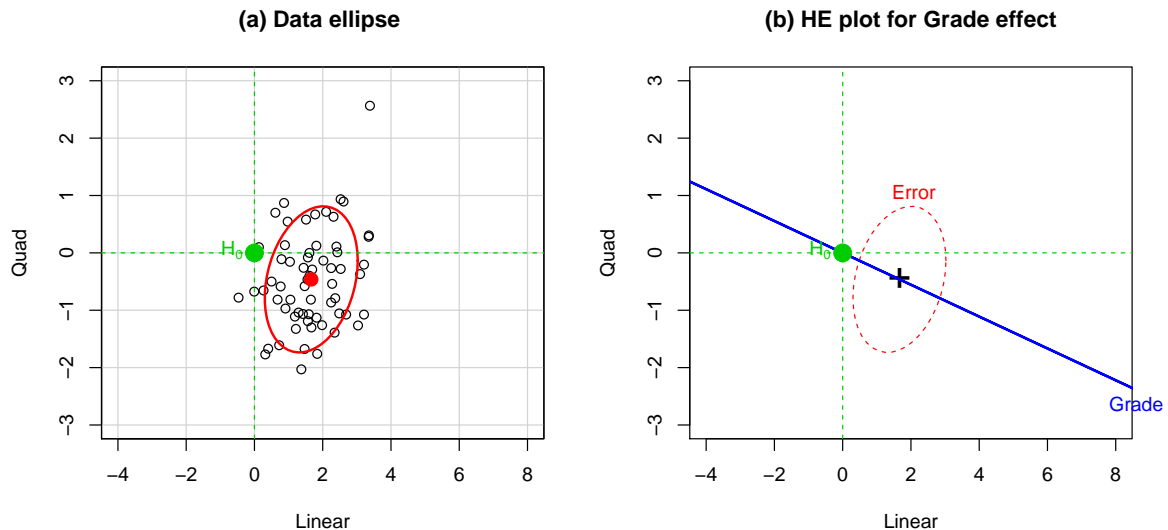 (a) Data ellipse
3
2
1
0
−1
−2
−3
Quad
H₀
−4 −2 0 2 4 6 8
Linear
(b) HE plot for Grade effect
3
2
1
0
−1
−2
−3
Quad
Error
H₀
Grade
−4 −2 0 2 4 6 8
Linear